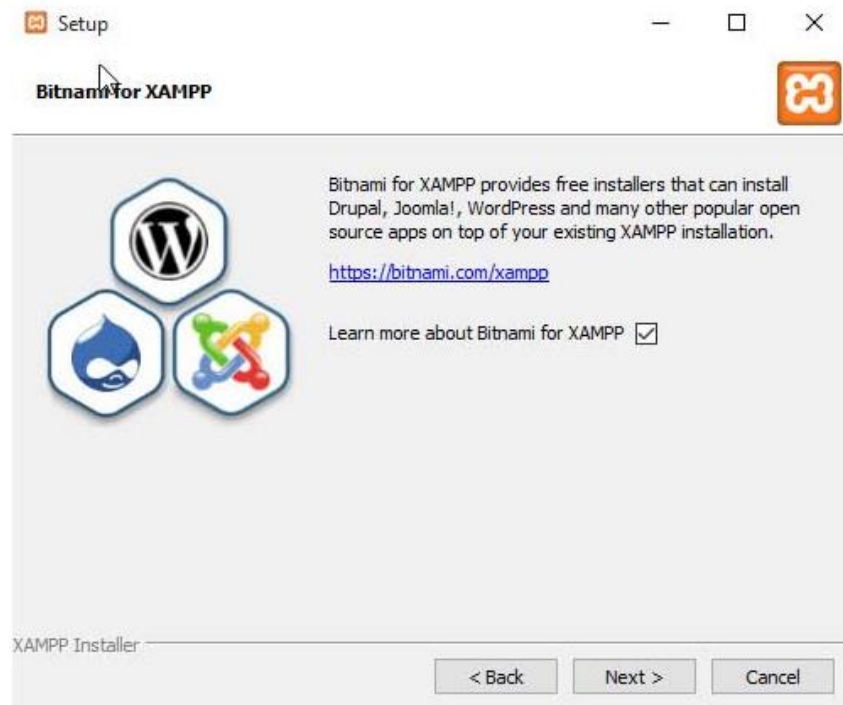 Setup
Bitnami for XAMPP
Bitnami for XAMPP provides free installers that can install
Drupal, Joomla!, WordPress and many other popular open
source apps on top of your existing XAMPP installation.
https://bitnami.com/xampp
Learn more about Bitnami for XAMPP
XAMPP Installer
< Back
Next >
Cancel